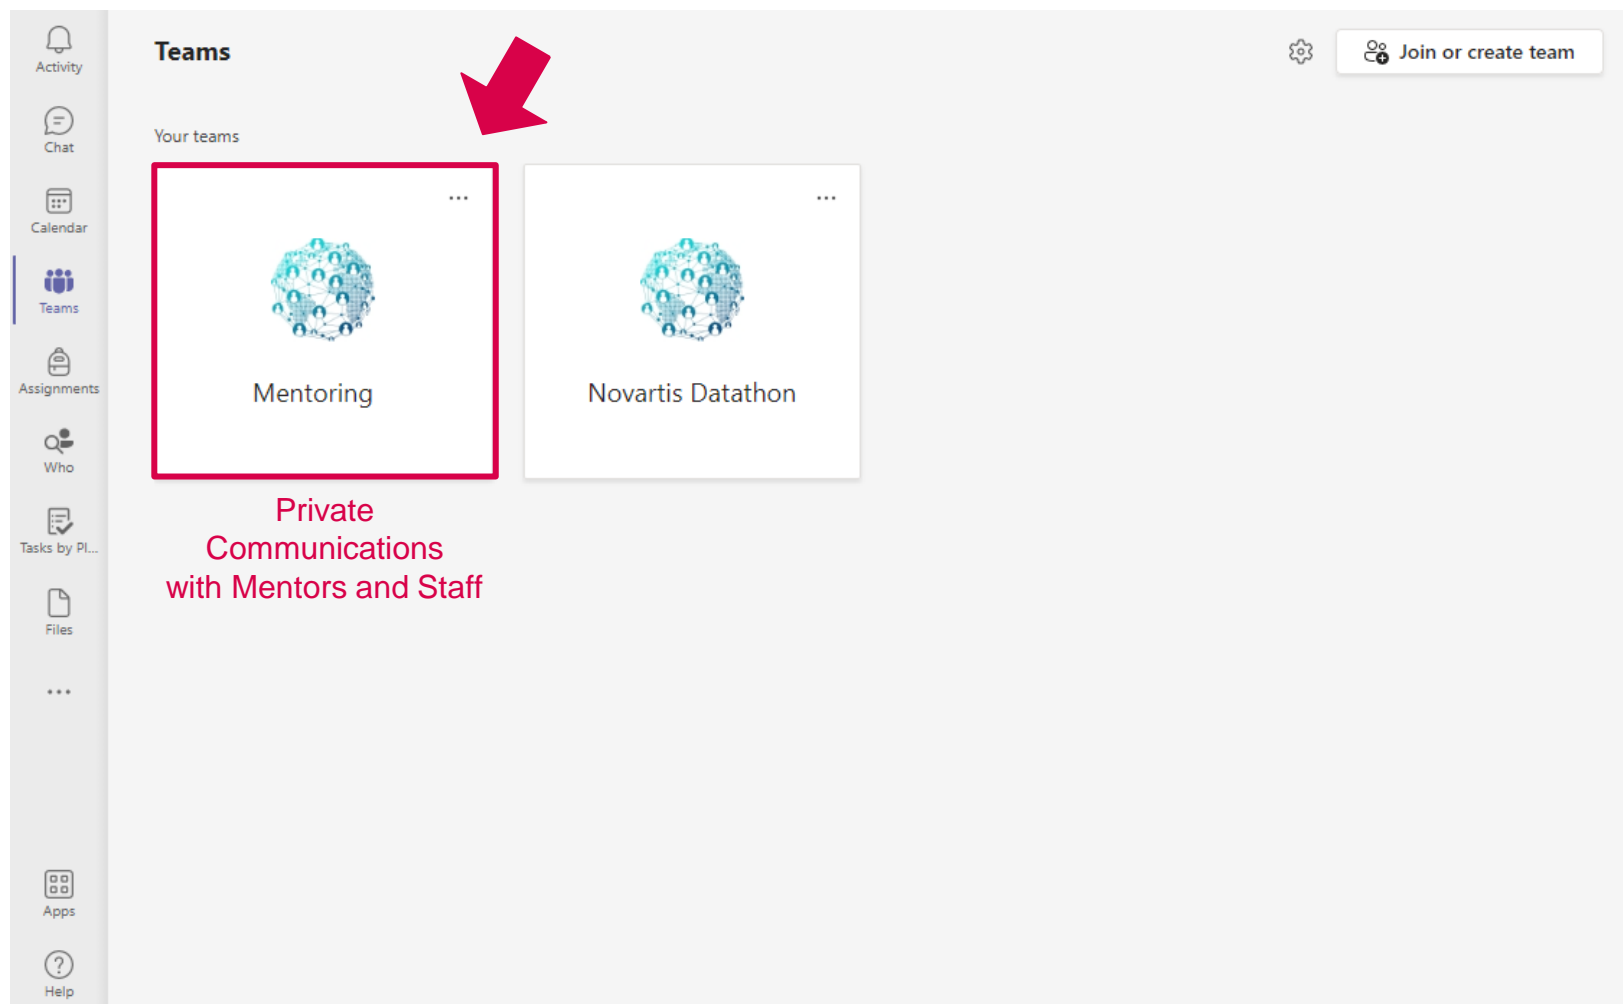 Activity
Chat
Calendar
Teams
Assignments
Who
Tasks by Pl...
Files
Apps
Help
Teams
Join or create team
Your teams
Mentoring
Novartis Datathon
Private
Communications
with Mentors and Staff